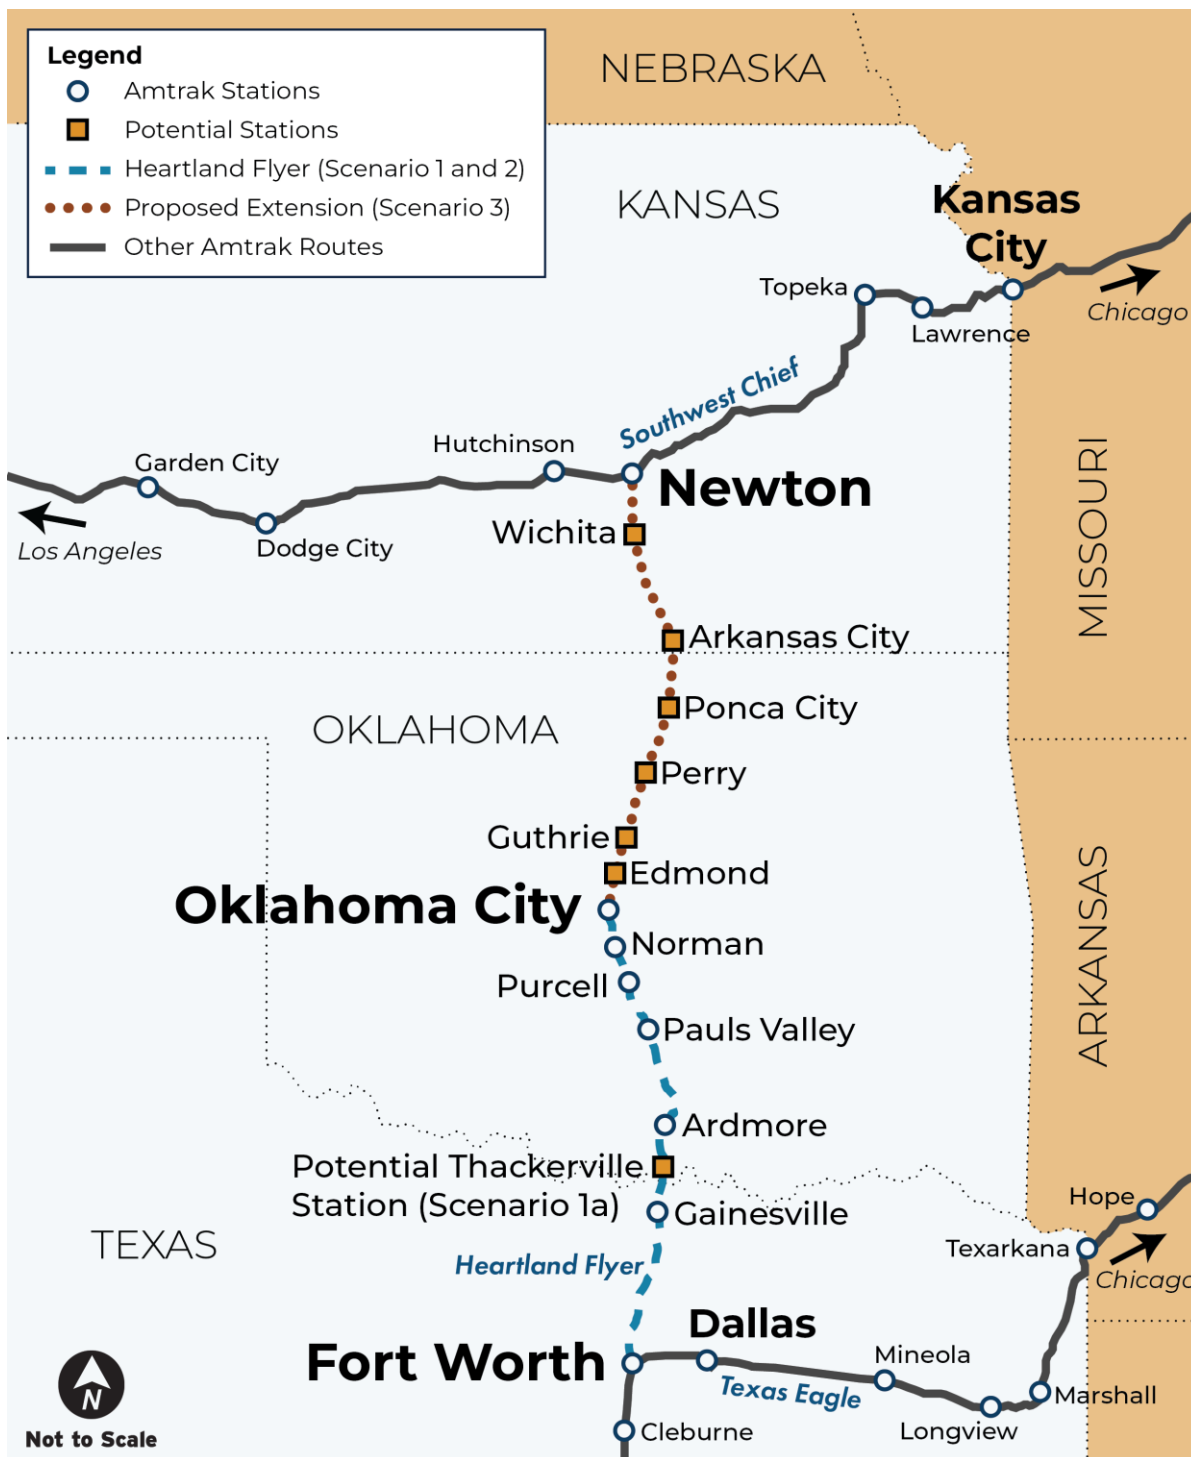 Legend
Amtrak Stations
Potential Stations
Heartland Flyer (Scenario 1 and 2)
Proposed Extension (Scenario 3)
Other Amtrak Routes
NEBRASKA
KANSAS
Kansas
City
Topeka
Lawrence
Chicago
Southwest Chief
Hutchinson
Garden City
Newton
Los Angeles
Dodge City
Wichita
MISSOURI
Arkansas City
OKLAHOMA
Ponca City
Perry
Guthrie
Edmond
Oklahoma City
Norman
Purcell
Pauls Valley
ARKANSAS
Ardmore
Potential Thackerville
Station (Scenario 1a)
Gainesville
TEXAS
Heartland Flyer
Hope
Texarkana
Chicago
Dallas
Fort Worth
Mineola
Texas Eagle
Marshall
Longview
Cleburne
N
Not to Scale